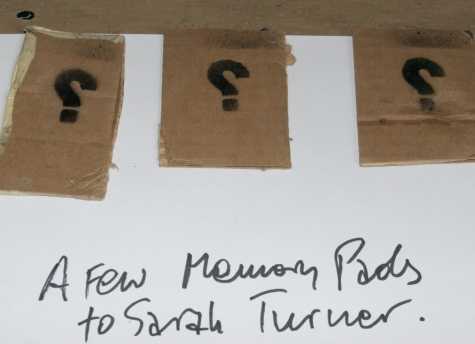 ⸮ ⸮ ⸮
A Few Memory Pads
to Sarah Turner.